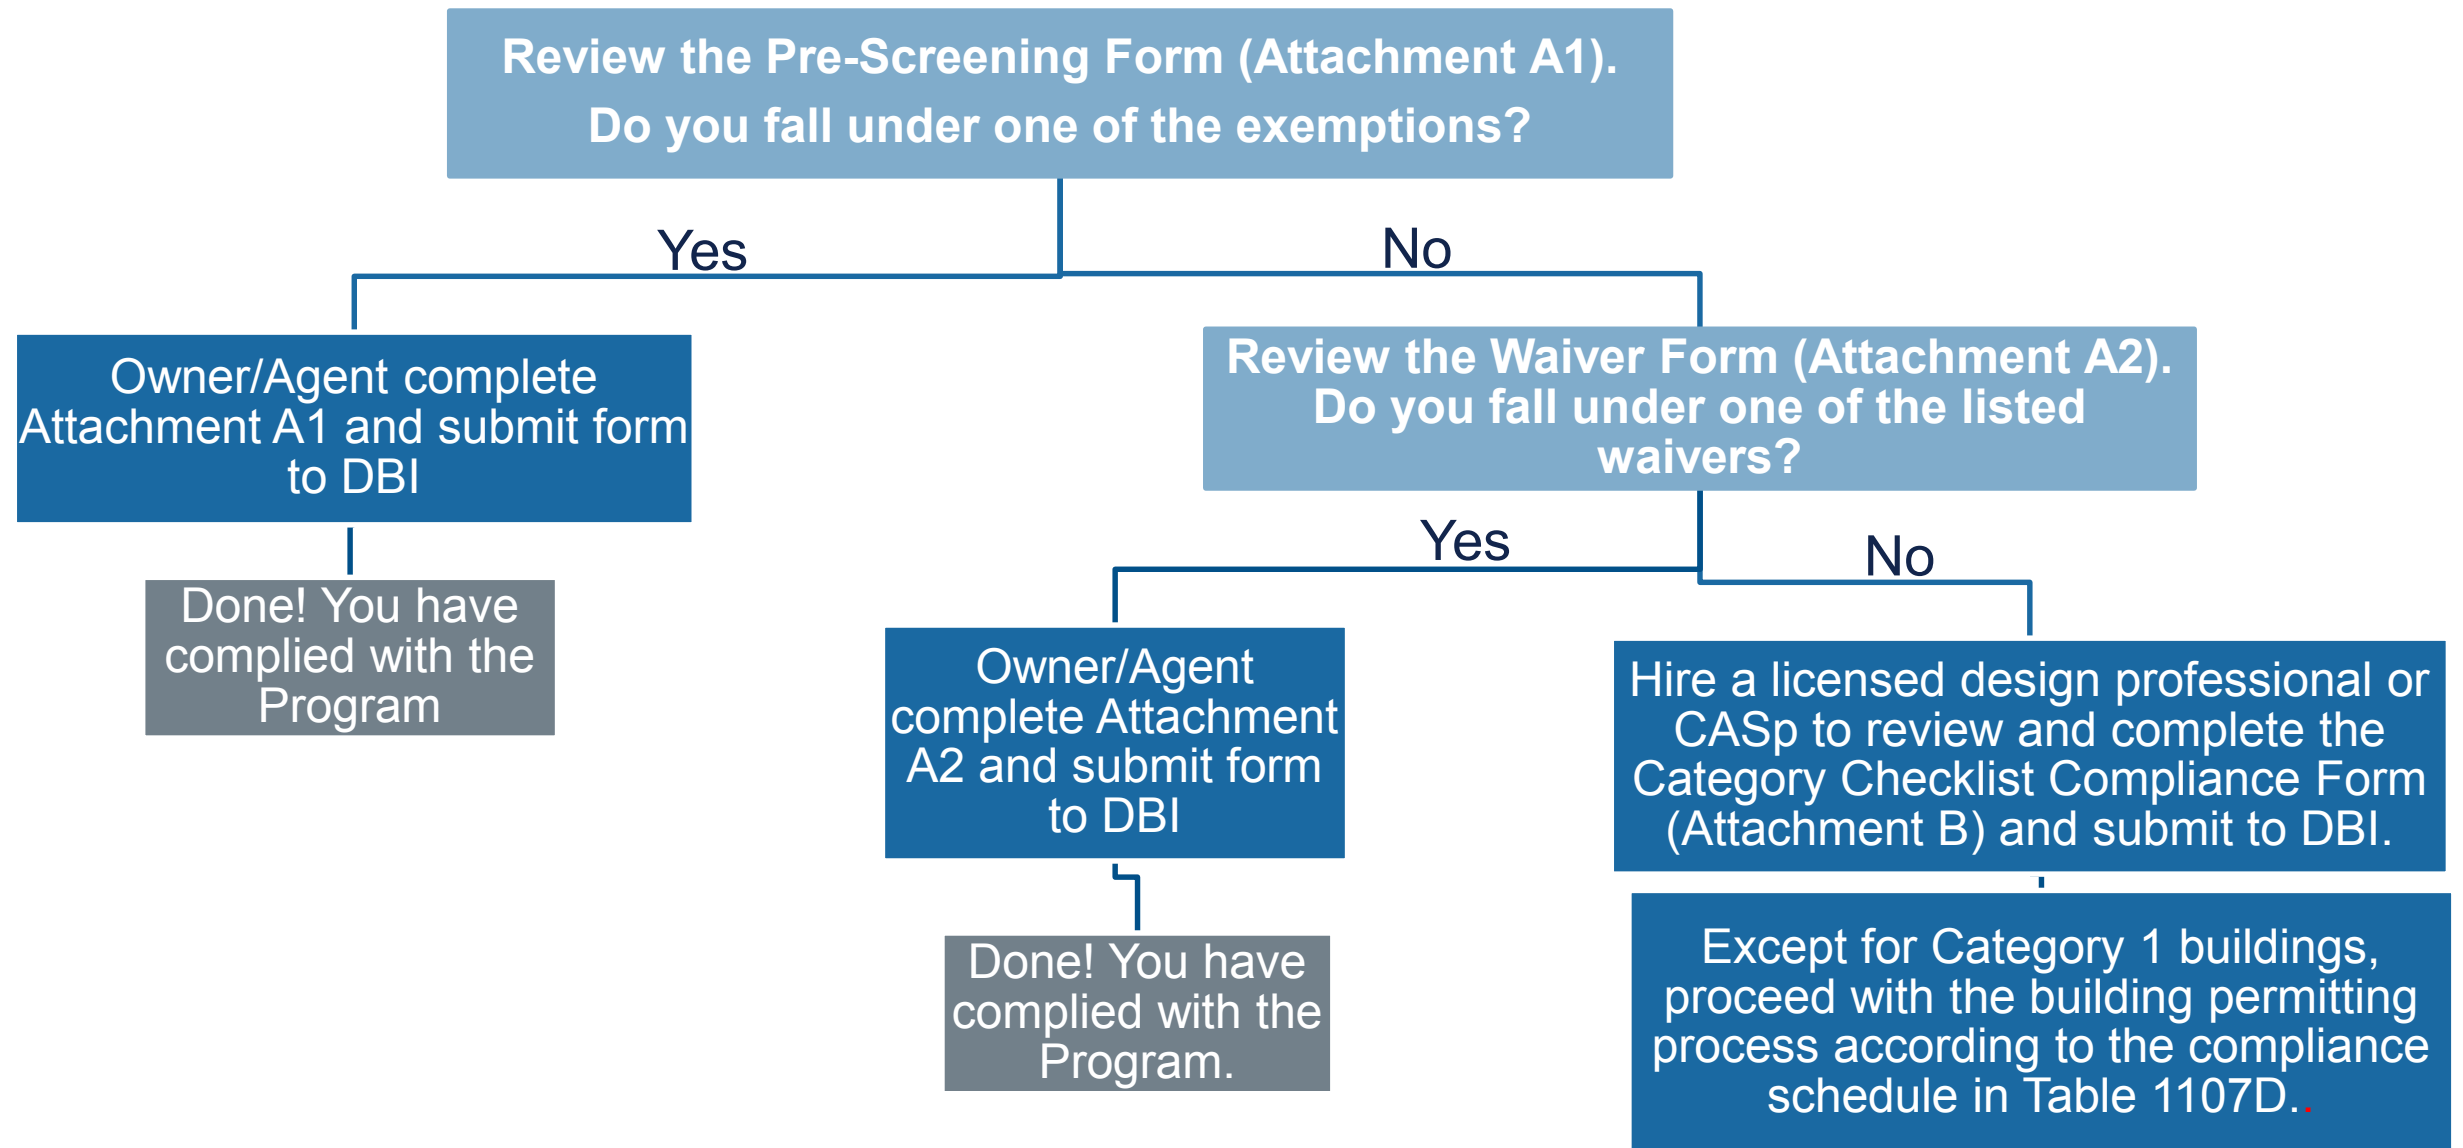 Review the Pre-Screening Form (Attachment A1).
Do you fall under one of the exemptions?
Yes
No
Owner/Agent complete
Attachment A1 and submit form
to DBI
Review the Waiver Form (Attachment A2).
Do you fall under one of the listed
waivers?
Done! You have
complied with the
Program
Yes
No
Owner/Agent
complete Attachment
A2 and submit form
to DBI
Hire a licensed design professional or
CASp to review and complete the
Category Checklist Compliance Form
(Attachment B) and submit to DBI.
Done! You have
complied with the
Program.
Except for Category 1 buildings,
proceed with the building permitting
process according to the compliance
schedule in Table 1107D..